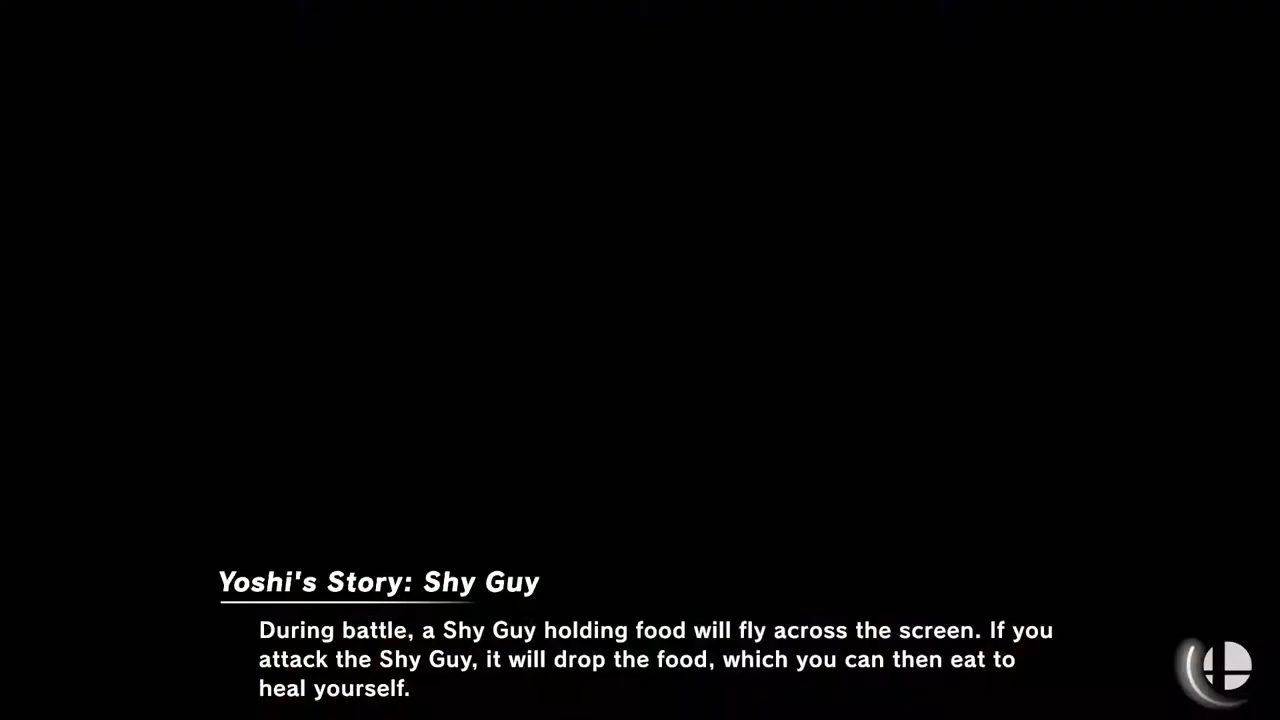 Yoshi's Story: Shy Guy
During battle, a Shy Guy holding food will fly across the screen. If you
attack the Shy Guy, it will drop the food, which you can then eat to
heal yourself.